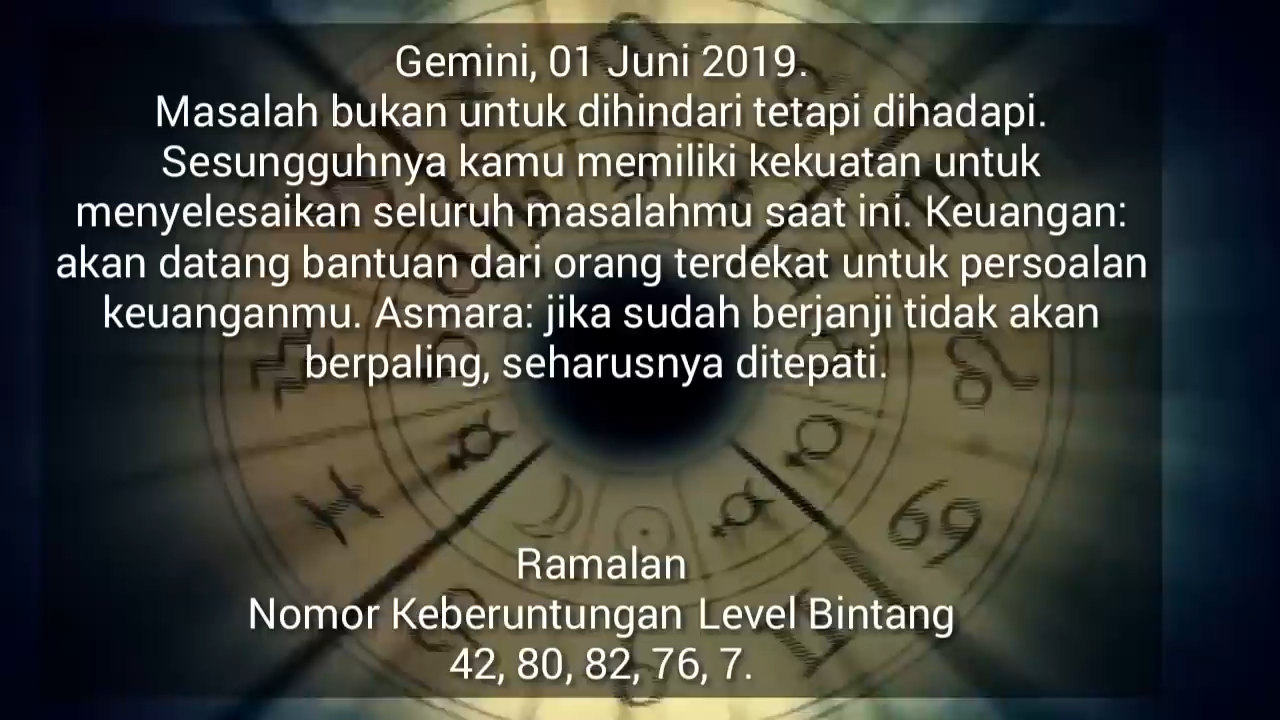 Gemini, 01 Juni 2019.
Masalah bukan untuk dihindari tetapi dihadapi.
Sesungguhnya kamu memiliki kekuatan untuk
menyelesaikan seluruh masalahmu saat ini. Keuangan:
akan datang bantuan dari orang terdekat untuk persoalan
keuanganmu. Asmara: jika sudah berjanji tidak akan
berpaling, seharusnya ditepati.
Ramalan
Nomor Keberuntungan Level Bintang
42, 80, 82, 76, 7.